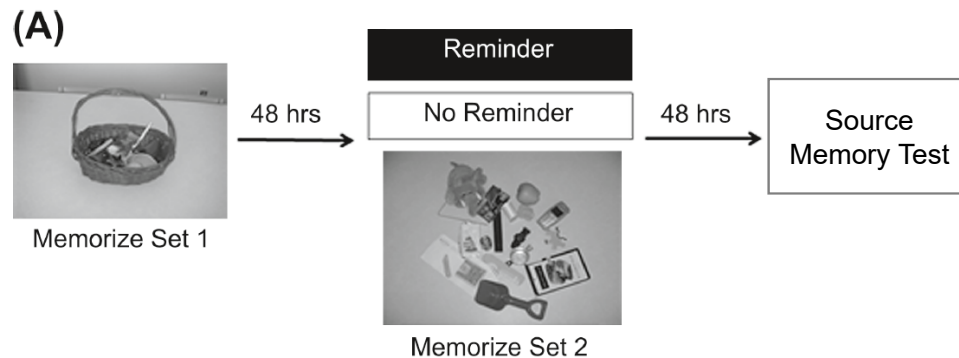 (A)
Reminder
48 hrs
No Reminder
48 hrs
Source
Memory Test
Memorize Set 1
Memorize Set 2